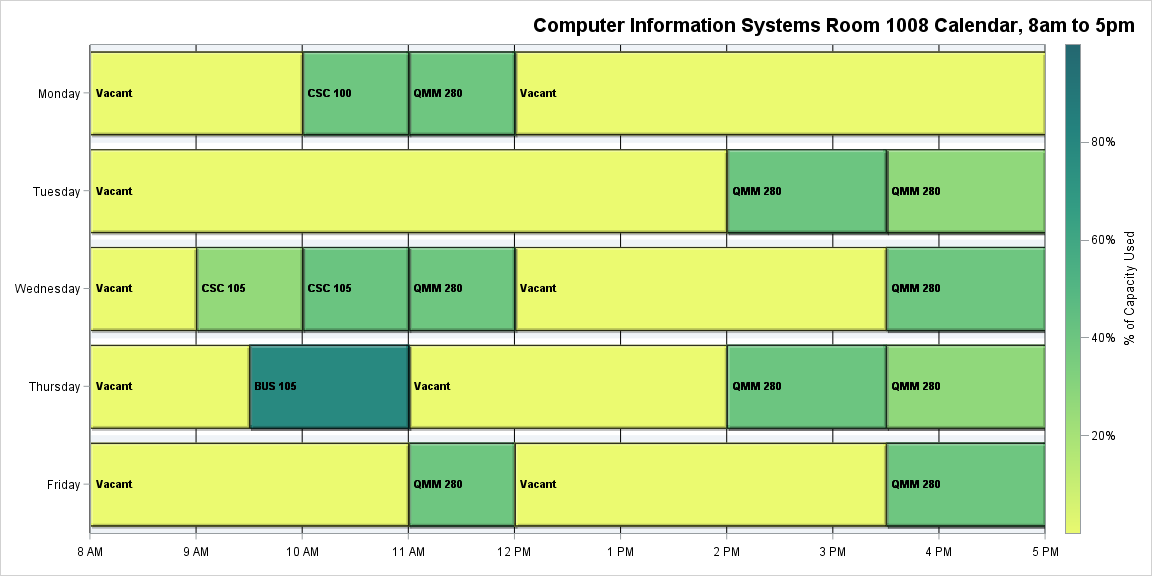 Computer Information Systems Room 1008 Calendar, 8am to 5pm
Monday Vacant CSC 100 QMM 280 Vacant
80%
Tuesday Vacant QMM 280 QMM 280
60%
% of Capacity Used
Wednesday Vacant CSC 105 CSC 105 QMM 280 Vacant QMM 280
40%
Thursday Vacant BUS 105 Vacant QMM 280 QMM 280
20%
Friday Vacant QMM 280 Vacant QMM 280
8 AM 9 AM 10 AM 11 AM 12 PM 1 PM 2 PM 3 PM 4 PM 5 PM